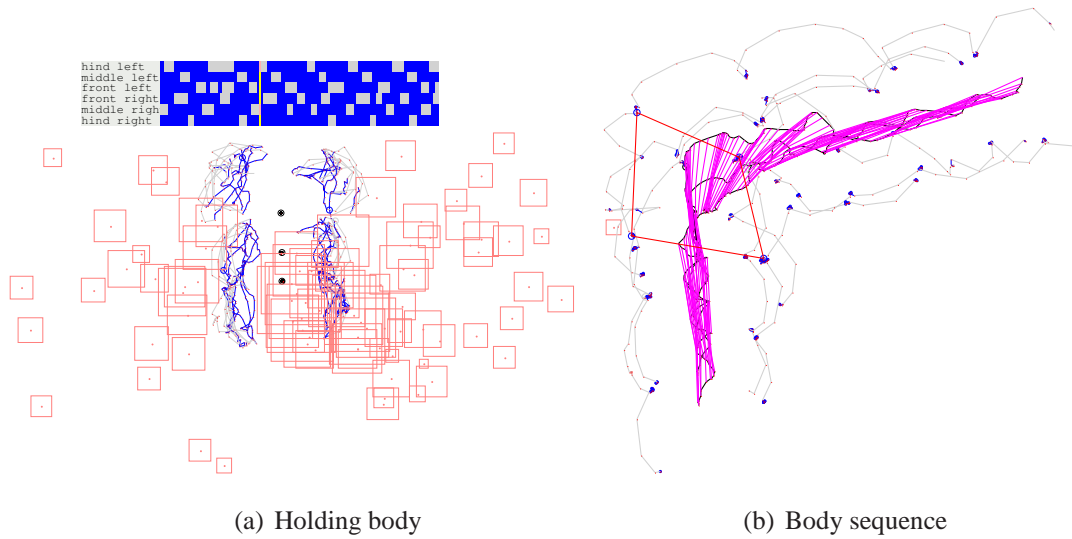 hind left
middle left
front left
front right
middle righ
hind right
(a) Holding body
(b) Body sequence